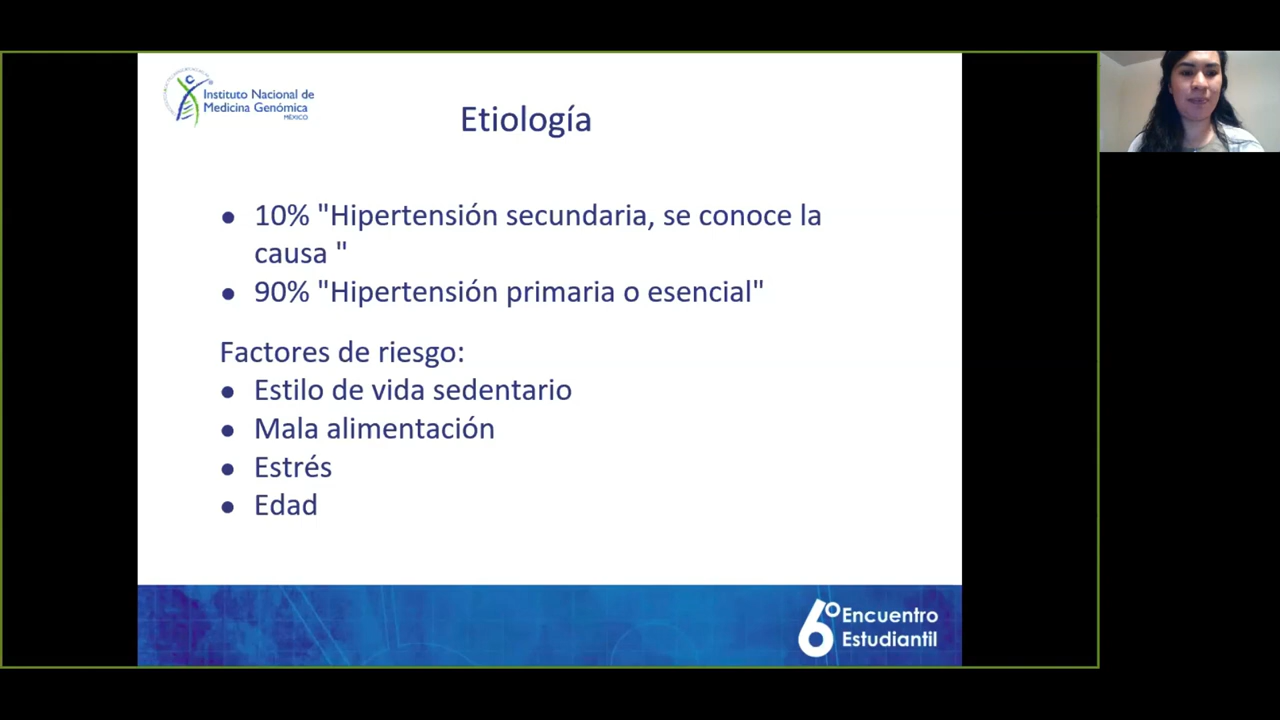 Instituto Nacional de
Medicina Genómica
MÉXICO
Etiología
● 10% "Hipertensión secundaria, se conoce la
causa "
● 90% "Hipertensión primaria o esencial"
Factores de riesgo:
● Estilo de vida sedentario
● Mala alimentación
● Estrés
● Edad
6º Encuentro
Estudiantil